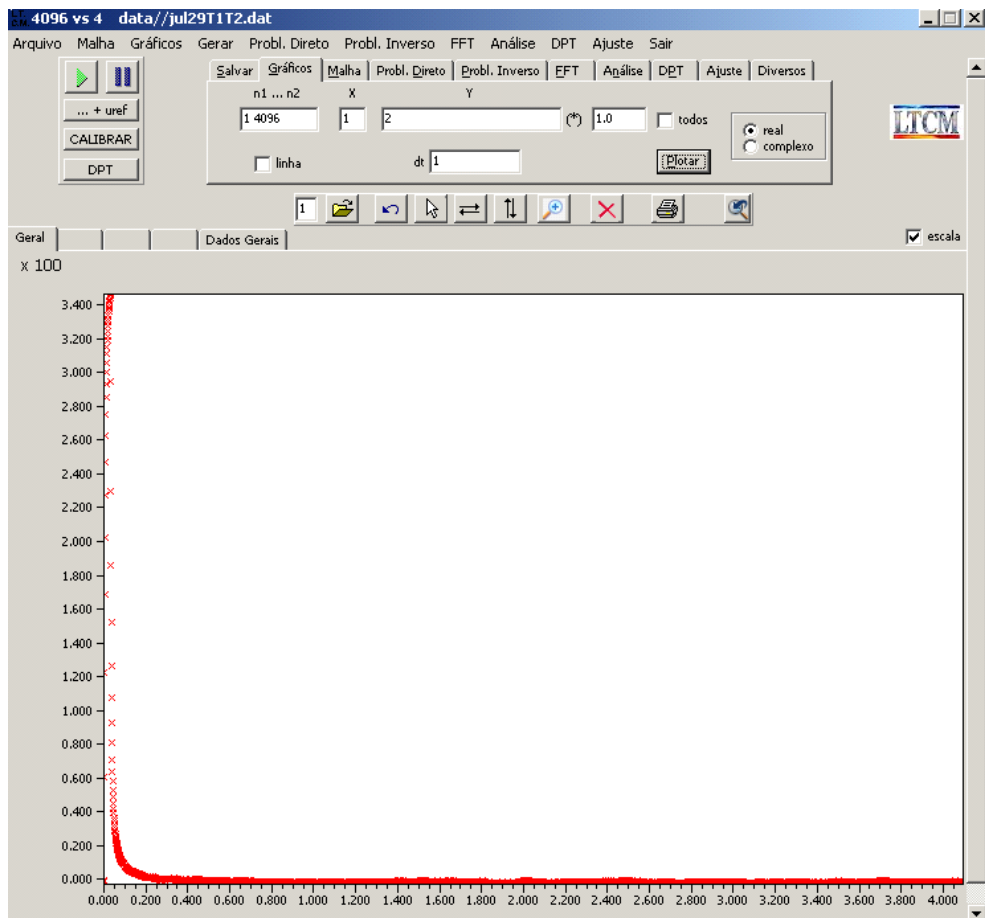 4096 vs 4 data//jul29T1T2.dat
Arquivo Malha Gráficos Gerar Probl. Direto Probl. Inverso FFT Análise DPT Ajuste Sair
Salvar Gráficos Malha Probl. Direto Probl. Inverso FFT Análise DPT Ajuste Diversos
n1 ... n2 X Y
... + uref
1 4096 1 2 (*) 1.0 todos
real
complexo
LTCM
CALIBRAR
DPT
linha dt 1 Plotar
1
Geral Dados Gerais escala
x 100
3.400
3.200
3.000
2.800
2.600
2.400
2.200
2.000
1.800
1.600
1.400
1.200
1.000
0.800
0.600
0.400
0.200
0.000
0.000 0.200 0.400 0.600 0.800 1.000 1.200 1.400 1.600 1.800 2.000 2.200 2.400 2.600 2.800 3.000 3.200 3.400 3.600 3.800 4.000